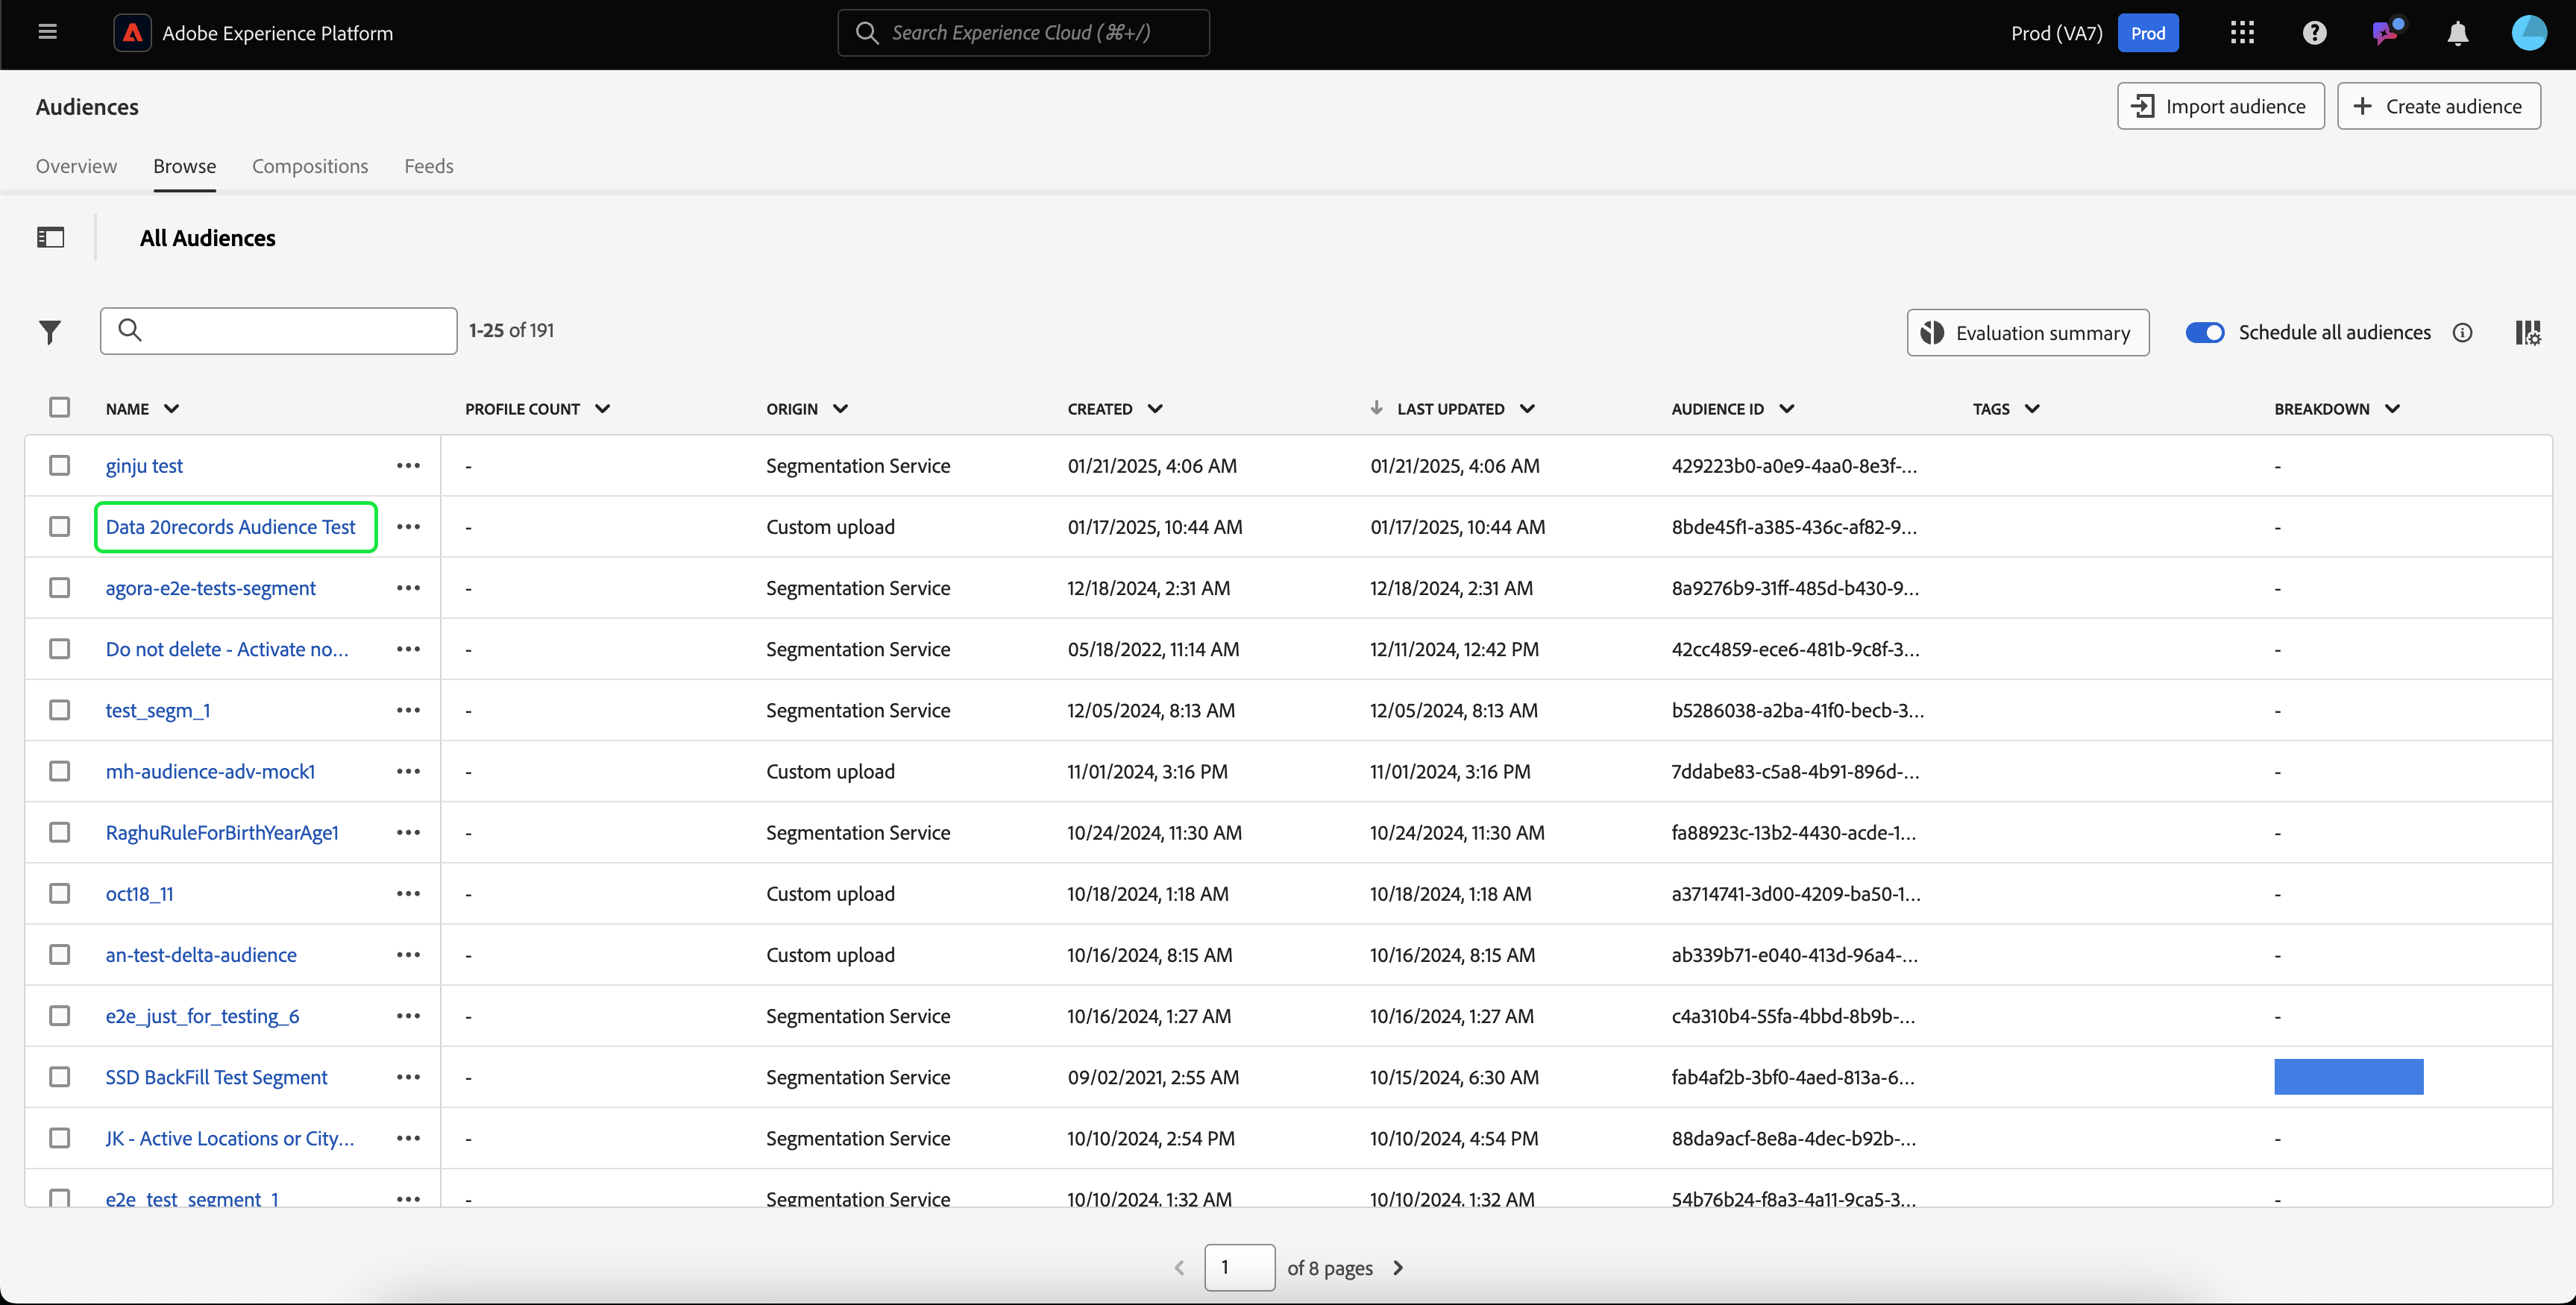 Adobe Experience Platform
Search Experience Cloud (⌘+/)
Prod (VA7)
Prod
Audiences
Import audience
Create audience
Overview Browse Compositions Feeds
All Audiences
1-25 of 191
Evaluation summary
Schedule all audiences
NAME PROFILE COUNT ORIGIN CREATED LAST UPDATED AUDIENCE ID TAGS BREAKDOWN
ginju test - Segmentation Service 01/21/2025, 4:06 AM 01/21/2025, 4:06 AM 429223b0-a0e9-4aa0-8e3f-... -
Data 20records Audience Test - Custom upload 01/17/2025, 10:44 AM 01/17/2025, 10:44 AM 8bde45f1-a385-436c-af82-9... -
agora-e2e-tests-segment - Segmentation Service 12/18/2024, 2:31 AM 12/18/2024, 2:31 AM 8a9276b9-31ff-485d-b430-9... -
Do not delete - Activate no... - Segmentation Service 05/18/2022, 11:14 AM 12/11/2024, 12:42 PM 42cc4859-ece6-481b-9c8f-3... -
test_segm_1 - Segmentation Service 12/05/2024, 8:13 AM 12/05/2024, 8:13 AM b5286038-a2ba-41f0-becb-3... -
mh-audience-adv-mock1 - Custom upload 11/01/2024, 3:16 PM 11/01/2024, 3:16 PM 7ddabe83-c5a8-4b91-896d-... -
RaghuRuleForBirthYearAge1 - Segmentation Service 10/24/2024, 11:30 AM 10/24/2024, 11:30 AM fa88923c-13b2-4430-acde-1... -
oct18_11 - Custom upload 10/18/2024, 1:18 AM 10/18/2024, 1:18 AM a3714741-3d00-4209-ba50-1... -
an-test-delta-audience - Custom upload 10/16/2024, 8:15 AM 10/16/2024, 8:15 AM ab339b71-e040-413d-96a4-... -
e2e_just_for_testing_6 - Segmentation Service 10/16/2024, 1:27 AM 10/16/2024, 1:27 AM c4a310b4-55fa-4bbd-8b9b-... -
SSD BackFill Test Segment - Segmentation Service 09/02/2021, 2:55 AM 10/15/2024, 6:30 AM fab4af2b-3bf0-4aed-813a-6...
JK - Active Locations or City... - Segmentation Service 10/10/2024, 2:54 PM 10/10/2024, 4:54 PM 88da9acf-8e8a-4dec-b92b-... -
e2e_test_segment_1 - Segmentation Service 10/10/2024, 1:32 AM 10/10/2024, 1:32 AM 54b76b24-f8a3-4a11-9ca5-3... -
1 of 8 pages